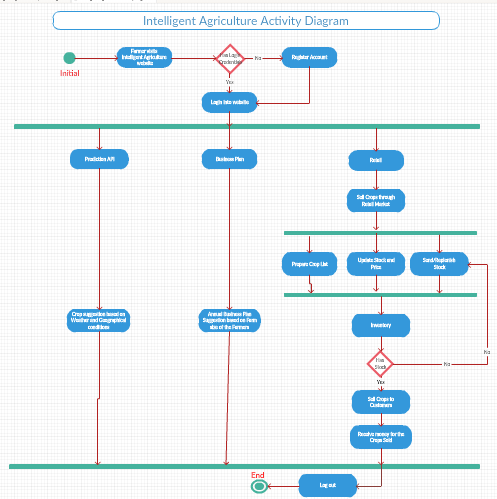 Intelligent Agriculture Activity Diagram
Initial
Farmer visits
Intelligent Agriculture
website
Has Login
Credentials
No
Register Account
Yes
Login into website
Prediction API
Business Plan
Retail
Sell Crops through
Retail Market
Prepare Crop List
Update Stock and
Price
Send/Replenish
Stock
Crop suggestion based on
Weather and Geographical
conditions
Annual Business Plan
Suggestion based on Farm
size of the Farmers
Inventory
No
Has
Stock
No
Yes
Sell Crops to
Customers
Receive money for the
Crops Sold
End
Log out